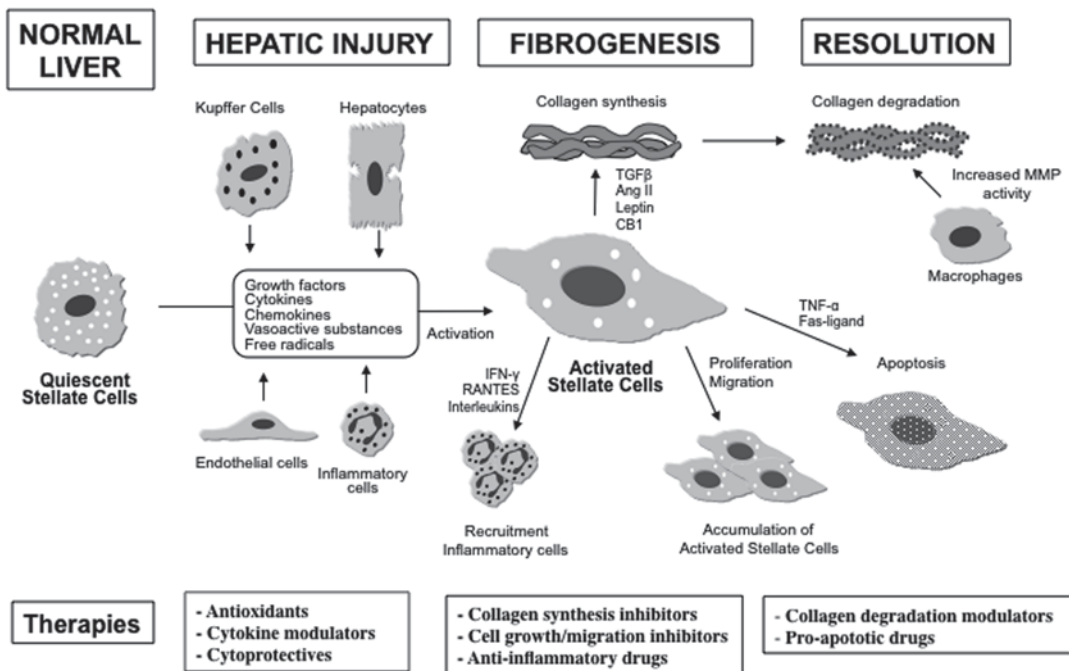 NORMAL
LIVER
HEPATIC INJURY
FIBROGENESIS
RESOLUTION
Kupffer Cells
Hepatocytes
Collagen synthesis
Collagen degradation
TGFβ
Ang II
Leptin
CB1
Increased MMP
activity
Macrophages
Growth factors
Cytokines
Chemokines
Vasoactive substances
Free radicals
Activation
Quiescent
Stellate Cells
Activated
Stellate Cells
TNF-α
Fas-ligand
Apoptosis
IFN-γ
RANTES
Interleukins
Proliferation
Migration
Endothelial cells
Inflammatory
cells
Recruitment
Inflammatory cells
Accumulation of
Activated Stellate Cells
Therapies
- Antioxidants
- Cytokine modulators
- Cytoprotectives
- Collagen synthesis inhibitors
- Cell growth/migration inhibitors
- Anti-inflammatory drugs
- Collagen degradation modulators
- Pro-apototic drugs